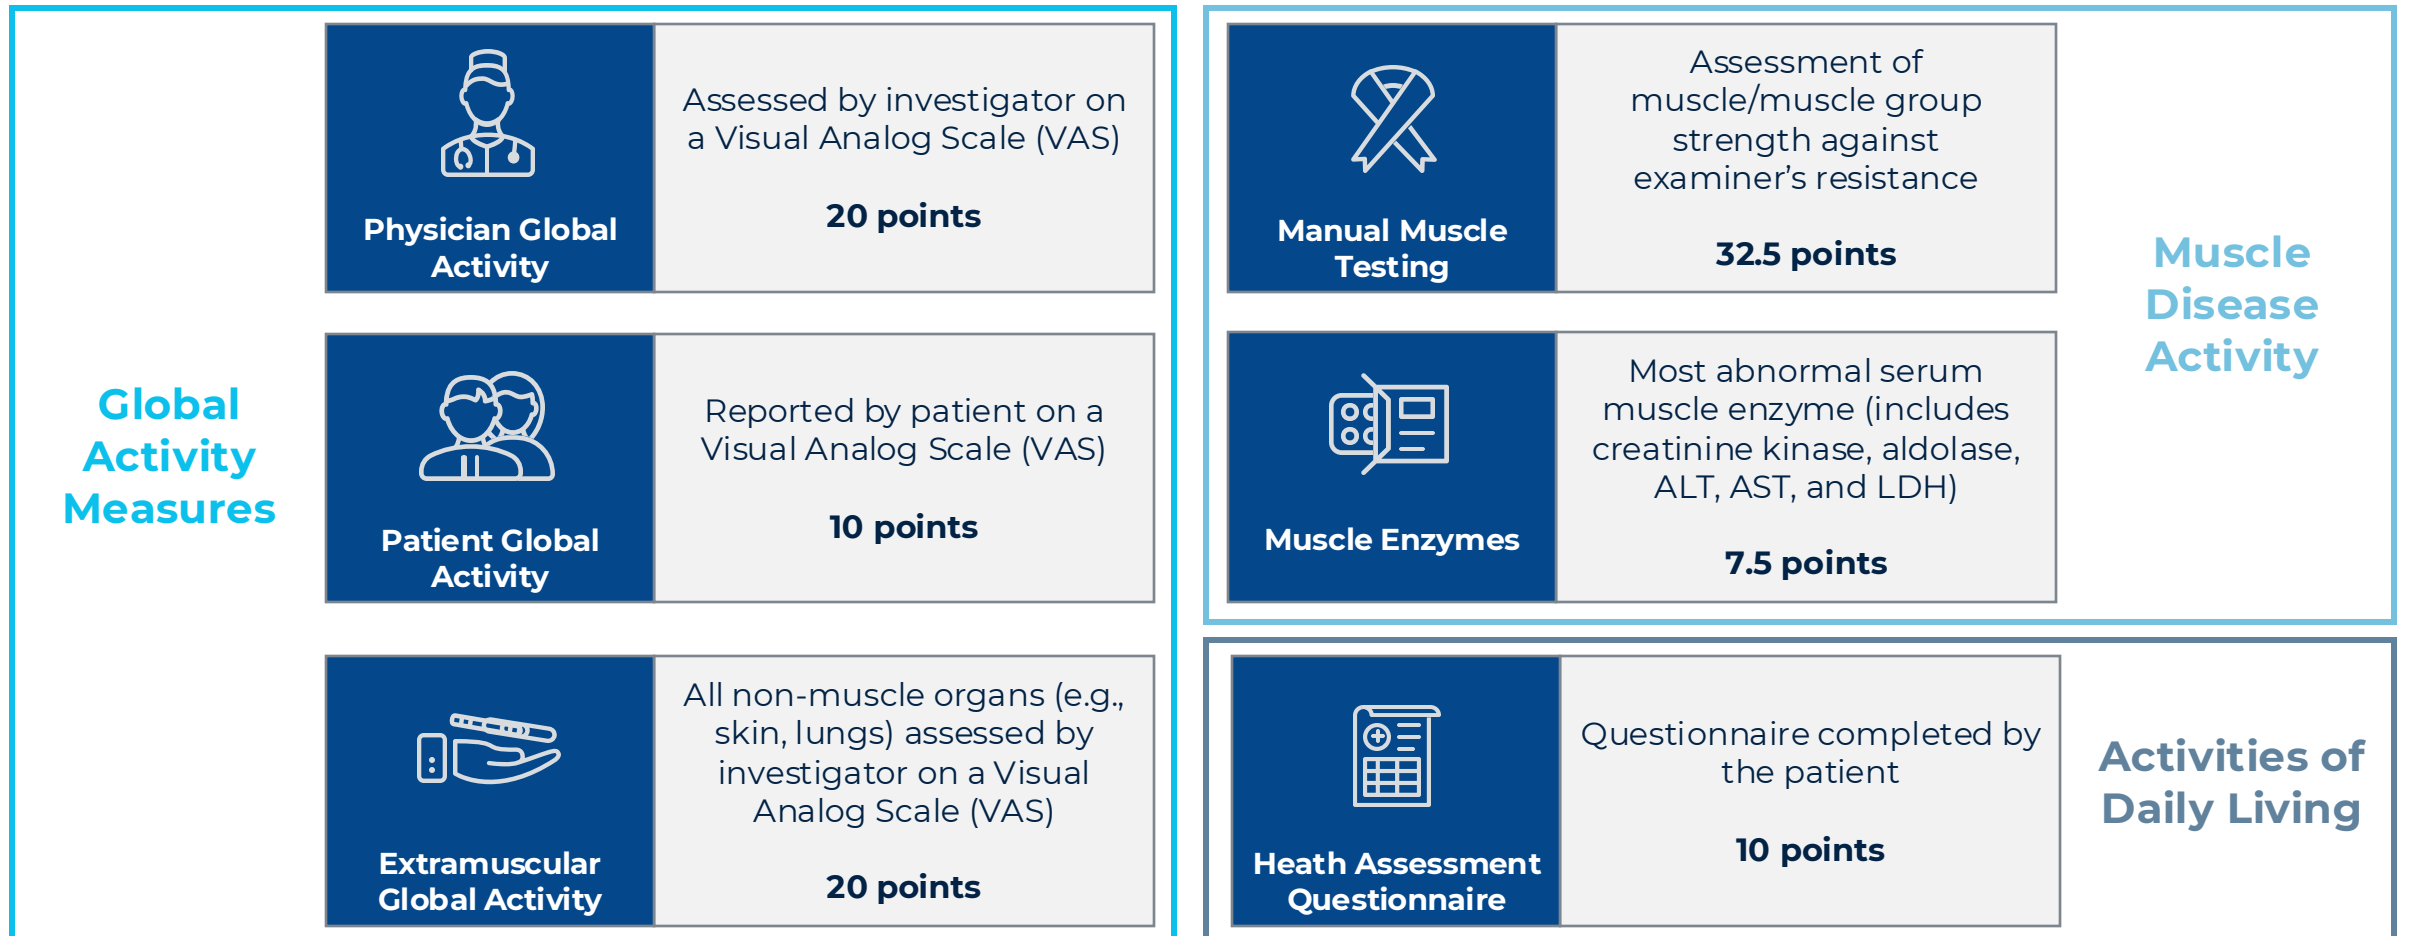 Global
Activity
Measures
Physician Global
Activity
Assessed by investigator on
a Visual Analog Scale (VAS)
20 points
Patient Global
Activity
Reported by patient on a
Visual Analog Scale (VAS)
10 points
Extramuscular
Global Activity
All non-muscle organs (e.g.,
skin, lungs) assessed by
investigator on a Visual
Analog Scale (VAS)
20 points
Manual Muscle
Testing
Assessment of
muscle/muscle group
strength against
examiner’s resistance
32.5 points
Muscle Enzymes
Most abnormal serum
muscle enzyme (includes
creatinine kinase, aldolase,
ALT, AST, and LDH)
7.5 points
Muscle
Disease
Activity
Heath Assessment
Questionnaire
Questionnaire completed by
the patient
10 points
Activities of
Daily Living